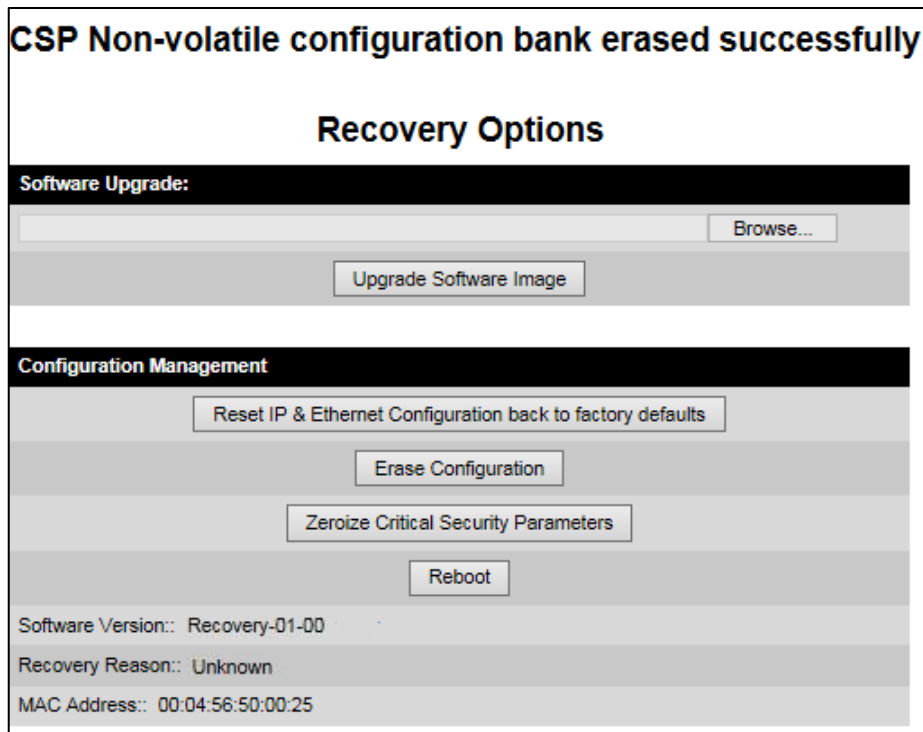 CSP Non-volatile configuration bank erased successfully
Recovery Options
Software Upgrade:
Browse...
Upgrade Software Image
Configuration Management
Reset IP & Ethernet Configuration back to factory defaults
Erase Configuration
Zeroize Critical Security Parameters
Reboot
Software Version:: Recovery-01-00
Recovery Reason:: Unknown
MAC Address:: 00:04:56:50:00:25